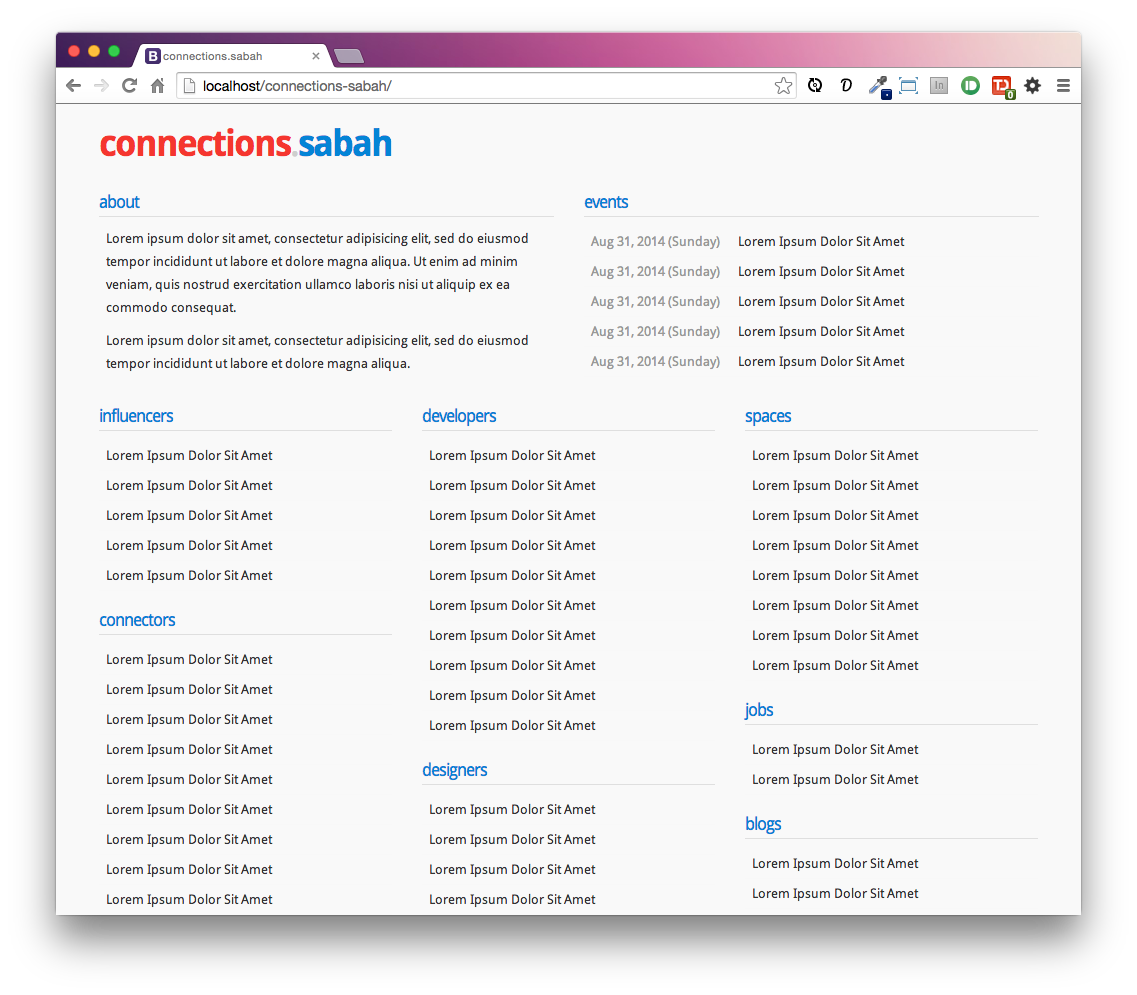 B connections.sabah
localhost/connections-sabah/
D
In
TD
0
connections.sabah
about
Lorem ipsum dolor sit amet, consectetur adipisicing elit, sed do eiusmod
tempor incididunt ut labore et dolore magna aliqua. Ut enim ad minim
veniam, quis nostrud exercitation ullamco laboris nisi ut aliquip ex ea
commodo consequat.
Lorem ipsum dolor sit amet, consectetur adipisicing elit, sed do eiusmod
tempor incididunt ut labore et dolore magna aliqua.
events
Aug 31, 2014 (Sunday) Lorem Ipsum Dolor Sit Amet
Aug 31, 2014 (Sunday) Lorem Ipsum Dolor Sit Amet
Aug 31, 2014 (Sunday) Lorem Ipsum Dolor Sit Amet
Aug 31, 2014 (Sunday) Lorem Ipsum Dolor Sit Amet
Aug 31, 2014 (Sunday) Lorem Ipsum Dolor Sit Amet
influencers
Lorem Ipsum Dolor Sit Amet
Lorem Ipsum Dolor Sit Amet
Lorem Ipsum Dolor Sit Amet
Lorem Ipsum Dolor Sit Amet
Lorem Ipsum Dolor Sit Amet
connectors
Lorem Ipsum Dolor Sit Amet
Lorem Ipsum Dolor Sit Amet
Lorem Ipsum Dolor Sit Amet
Lorem Ipsum Dolor Sit Amet
Lorem Ipsum Dolor Sit Amet
Lorem Ipsum Dolor Sit Amet
Lorem Ipsum Dolor Sit Amet
Lorem Ipsum Dolor Sit Amet
Lorem Ipsum Dolor Sit Amet
developers
Lorem Ipsum Dolor Sit Amet
Lorem Ipsum Dolor Sit Amet
Lorem Ipsum Dolor Sit Amet
Lorem Ipsum Dolor Sit Amet
Lorem Ipsum Dolor Sit Amet
Lorem Ipsum Dolor Sit Amet
Lorem Ipsum Dolor Sit Amet
Lorem Ipsum Dolor Sit Amet
Lorem Ipsum Dolor Sit Amet
Lorem Ipsum Dolor Sit Amet
designers
Lorem Ipsum Dolor Sit Amet
Lorem Ipsum Dolor Sit Amet
Lorem Ipsum Dolor Sit Amet
Lorem Ipsum Dolor Sit Amet
spaces
Lorem Ipsum Dolor Sit Amet
Lorem Ipsum Dolor Sit Amet
Lorem Ipsum Dolor Sit Amet
Lorem Ipsum Dolor Sit Amet
Lorem Ipsum Dolor Sit Amet
Lorem Ipsum Dolor Sit Amet
Lorem Ipsum Dolor Sit Amet
Lorem Ipsum Dolor Sit Amet
jobs
Lorem Ipsum Dolor Sit Amet
Lorem Ipsum Dolor Sit Amet
blogs
Lorem Ipsum Dolor Sit Amet
Lorem Ipsum Dolor Sit Amet